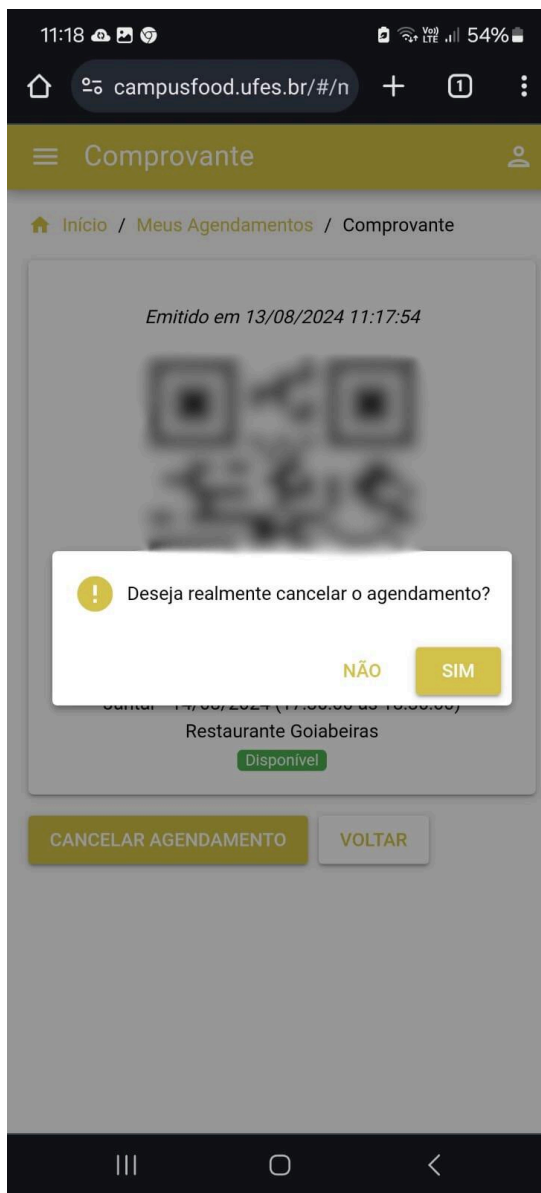 11:18 54%
campusfood.ufes.br/#/n 1
Comprovante
Início / Meus Agendamentos / Comprovante
Emitido em 13/08/2024 11:17:54
Deseja realmente cancelar o agendamento?
NÃO SIM
Restaurante Goiabeiras
Disponível
CANCELAR AGENDAMENTO VOLTAR